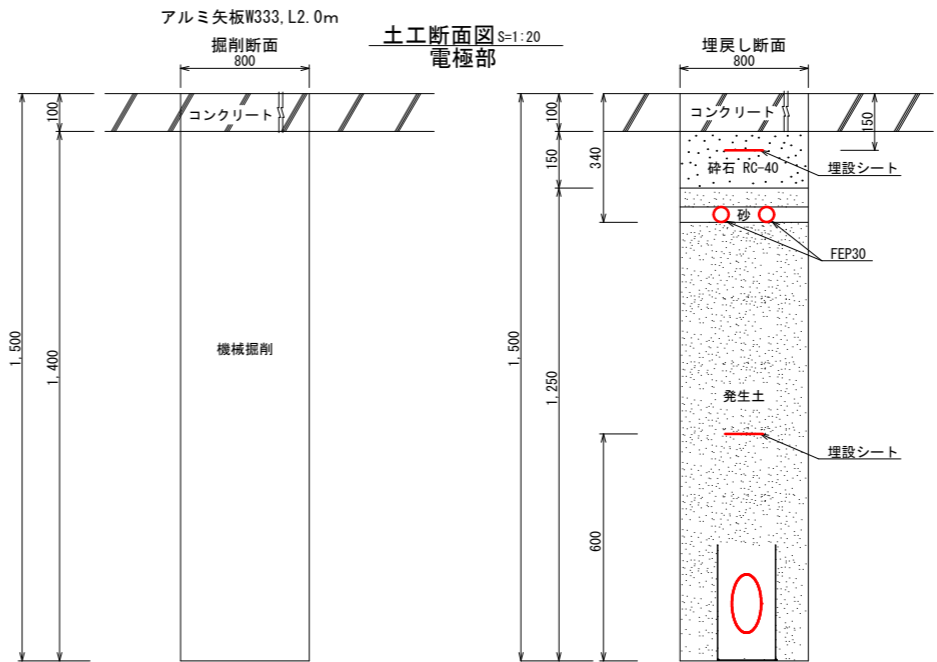 アルミ矢板W333,L2.0m
土工断面図 S=1:20
電極部
掘削断面
800
埋戻し断面
800
100
コンクリート
1,500
1,400
機械掘削
100
コンクリート
150
340
150
砕石 RC-40
埋設シート
砂
FEP30
1,500
1,250
発生土
埋設シート
600